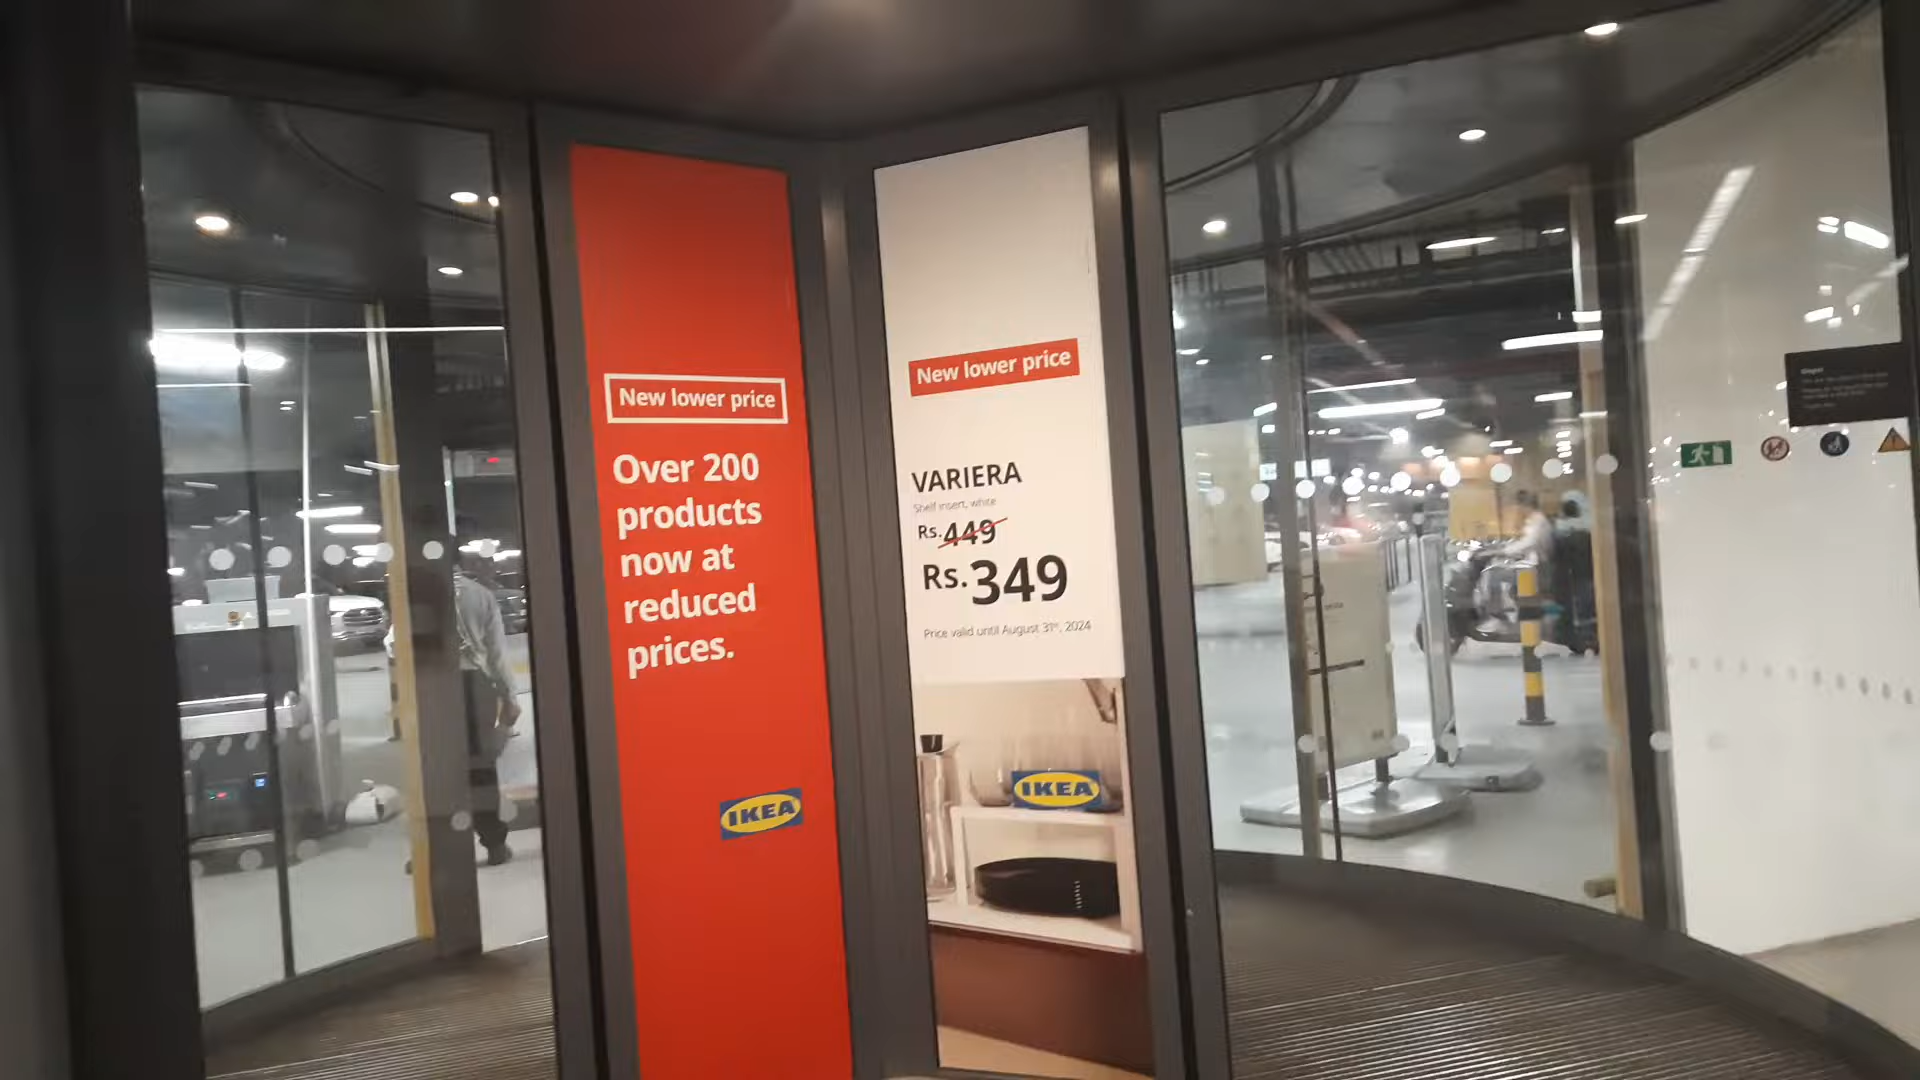 New lower price
Over 200
products
now at
reduced
prices.
IKEA
New lower price
VARIERA
Shelf insert, white
Rs.449
Rs.349
Price valid until August 31st, 2024
IKEA